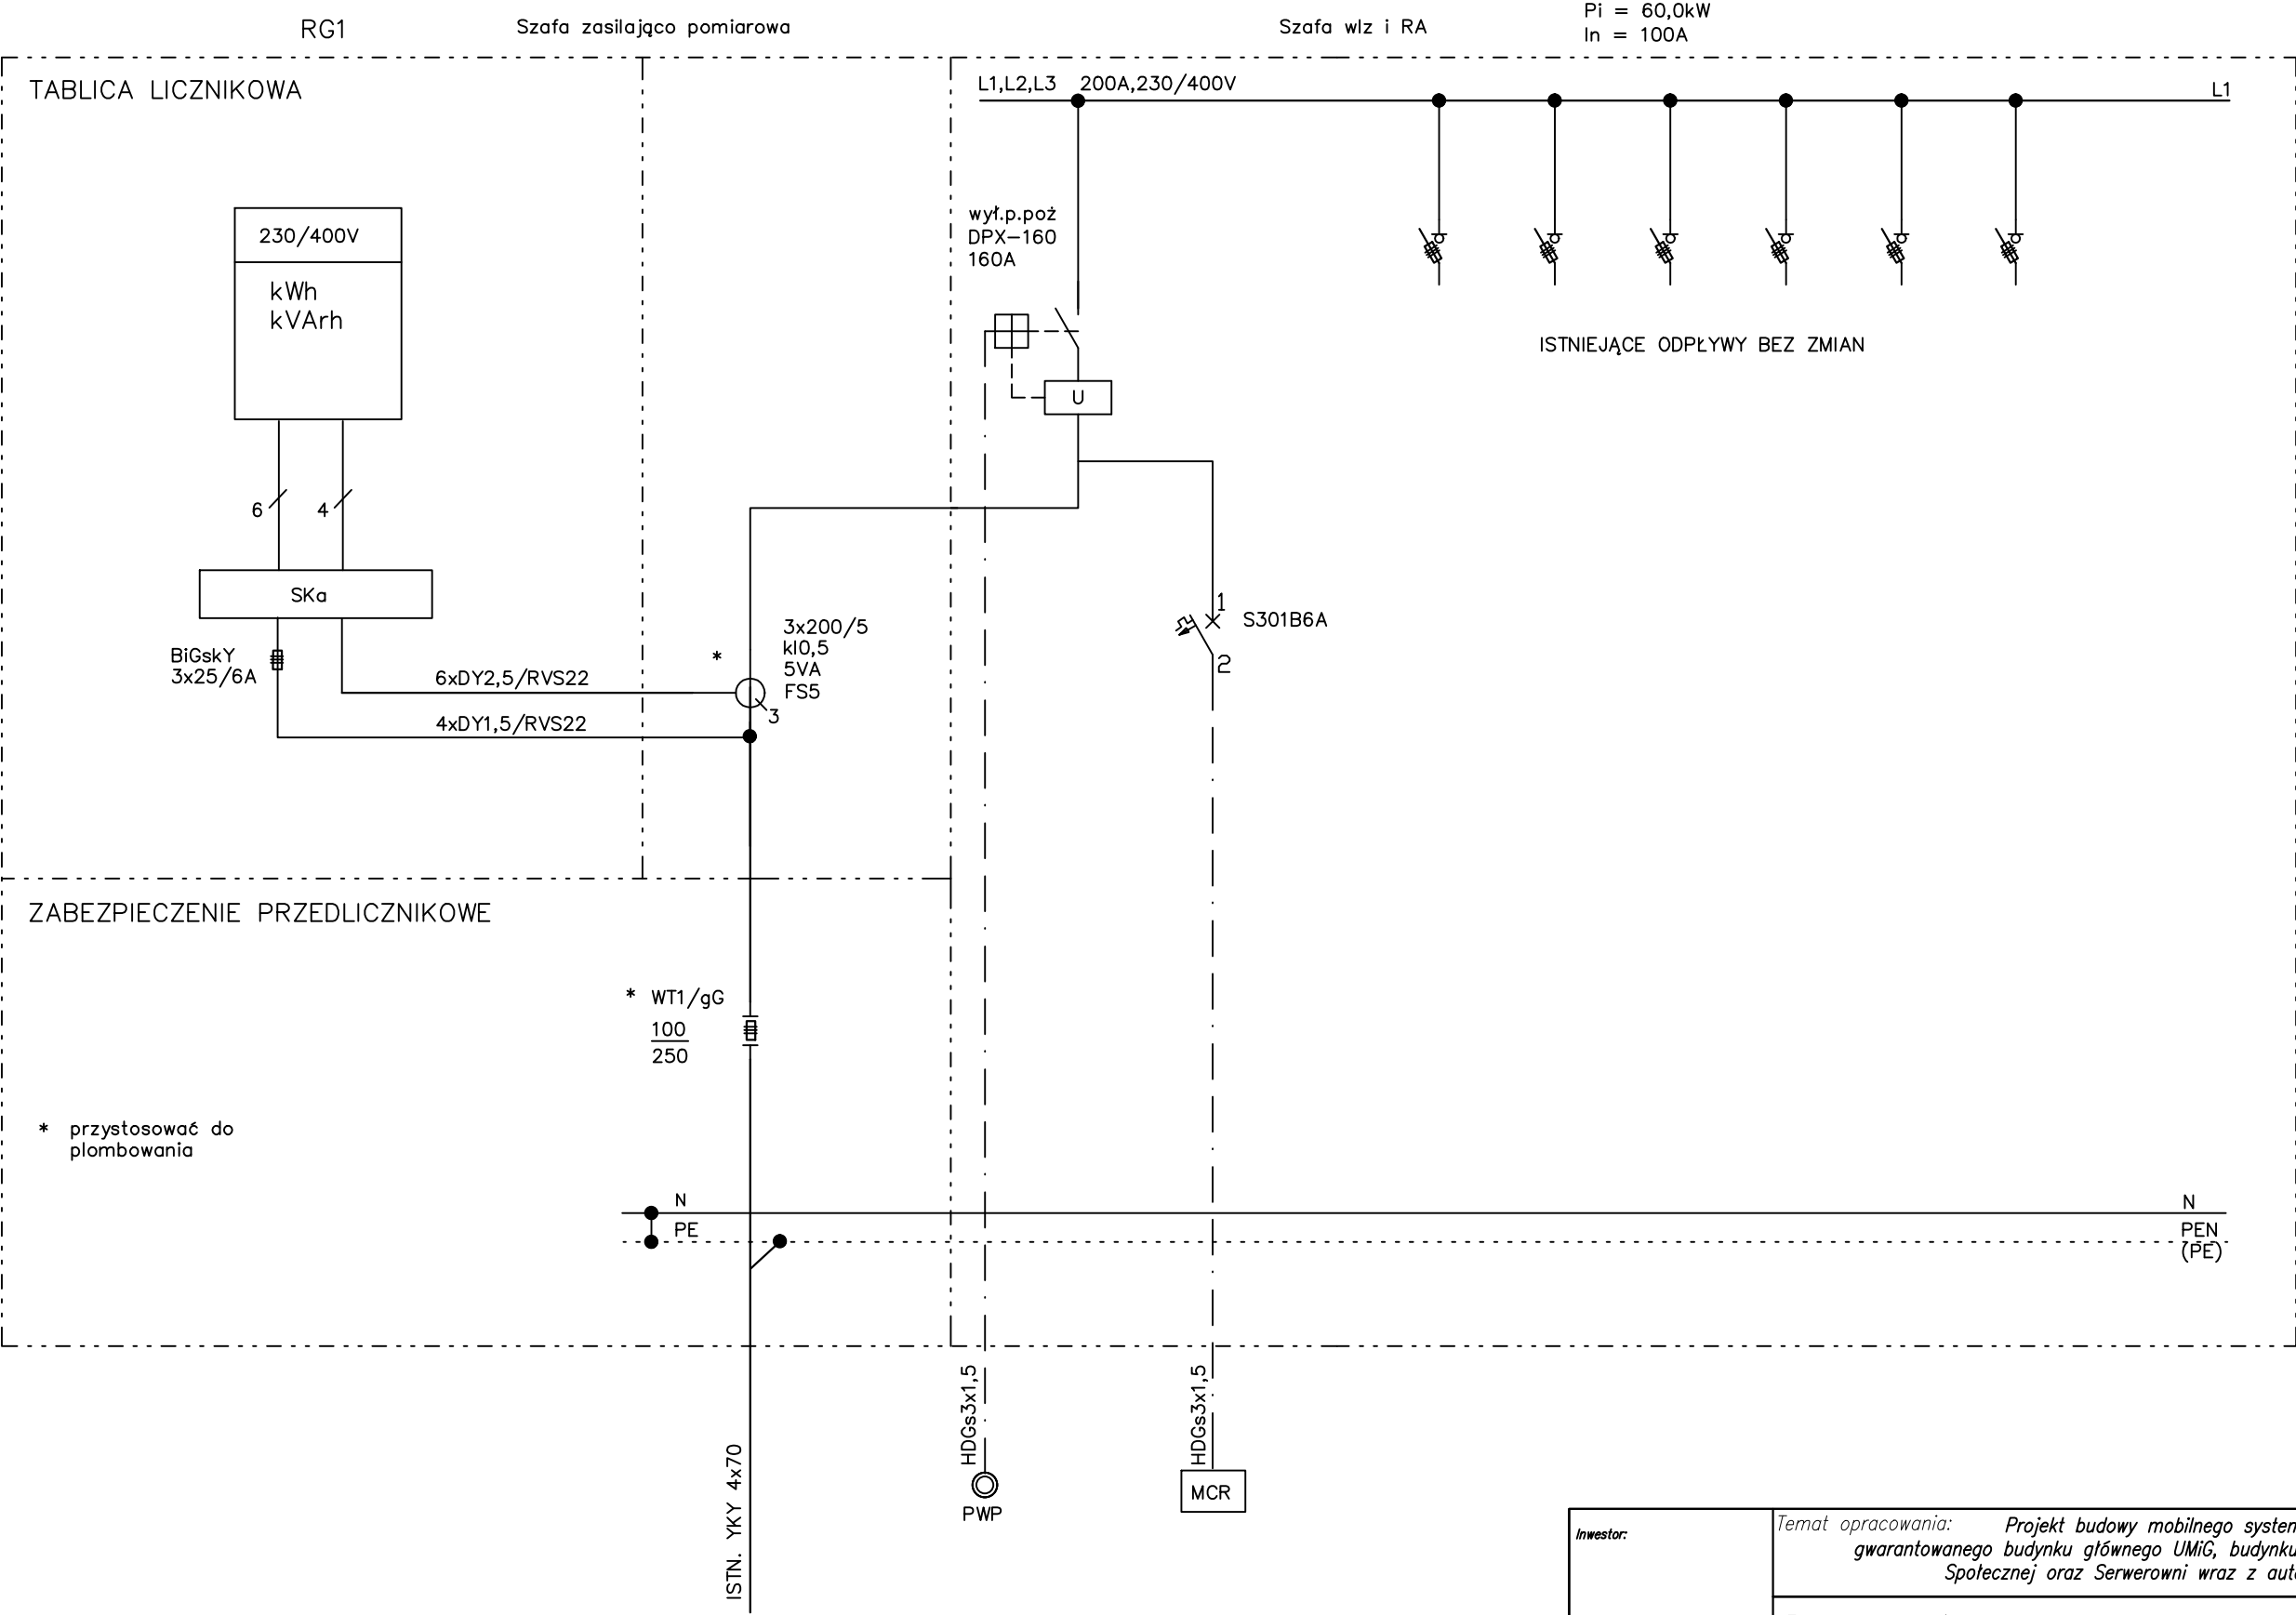 RG1
Szafa zasilająco pomiarowa
Szafa wlz i RA
Pi = 60,0kW
In = 100A
TABLICA LICZNIKOWA
L1,L2,L3 200A,230/400V
L1
230/400V
kWh
kVArh
wył.p.poż
DPX-160
160A
ISTNIEJĄCE ODPŁYWY BEZ ZMIAN
U
6
4
SKa
BiGskY
3x25/6A
6xDY2,5/RVS22
4xDY1,5/RVS22
*
3x200/5
kl0,5
5VA
FS5
3
1
S301B6A
2
ZABEZPIECZENIE PRZEDLICZNIKOWE
* WT1/gG
100
250
* przystosować do
plombowania
N
PE
N
PEN
(PE)
ISTN. YKY 4x70
HDGs3x1,5
PWP
HDGs3x1,5
MCR
Inwestor:
Temat opracowania: Projekt budowy mobilnego system
gwarantowanego budynku głównego UMiG, budynku
Społecznej oraz Serwerowni wraz z auto